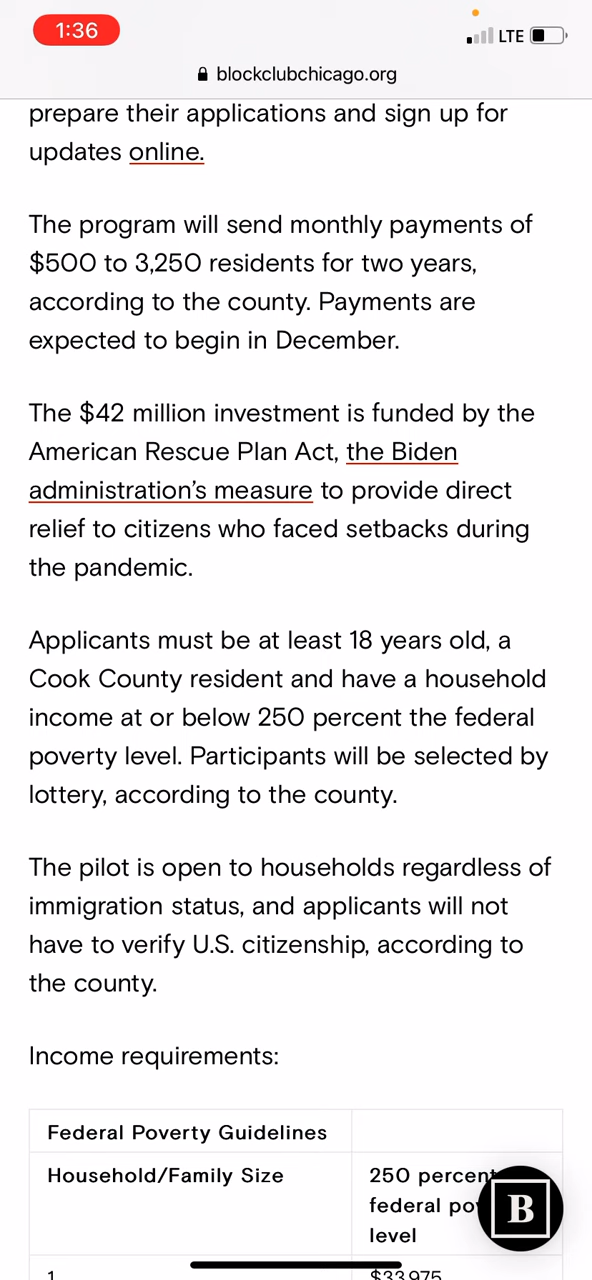 1:36
LTE
blockclubchicago.org
prepare their applications and sign up for
updates online.
The program will send monthly payments of
$500 to 3,250 residents for two years,
according to the county. Payments are
expected to begin in December.
The $42 million investment is funded by the
American Rescue Plan Act, the Biden
administration’s measure to provide direct
relief to citizens who faced setbacks during
the pandemic.
Applicants must be at least 18 years old, a
Cook County resident and have a household
income at or below 250 percent the federal
poverty level. Participants will be selected by
lottery, according to the county.
The pilot is open to households regardless of
immigration status, and applicants will not
have to verify U.S. citizenship, according to
the county.
Income requirements:
Federal Poverty Guidelines
Household/Family Size
250 percent
federal
level
B
1
$33,975